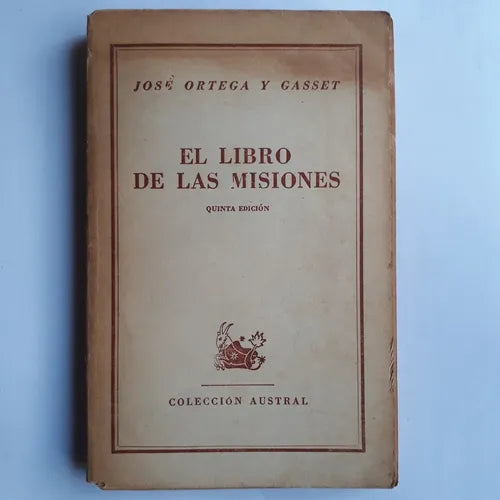 JOSÉ ORTEGA Y GASSET
EL LIBRO
DE LAS MISIONES
QUINTA EDICIÓN
COLECCIÓN AUSTRAL